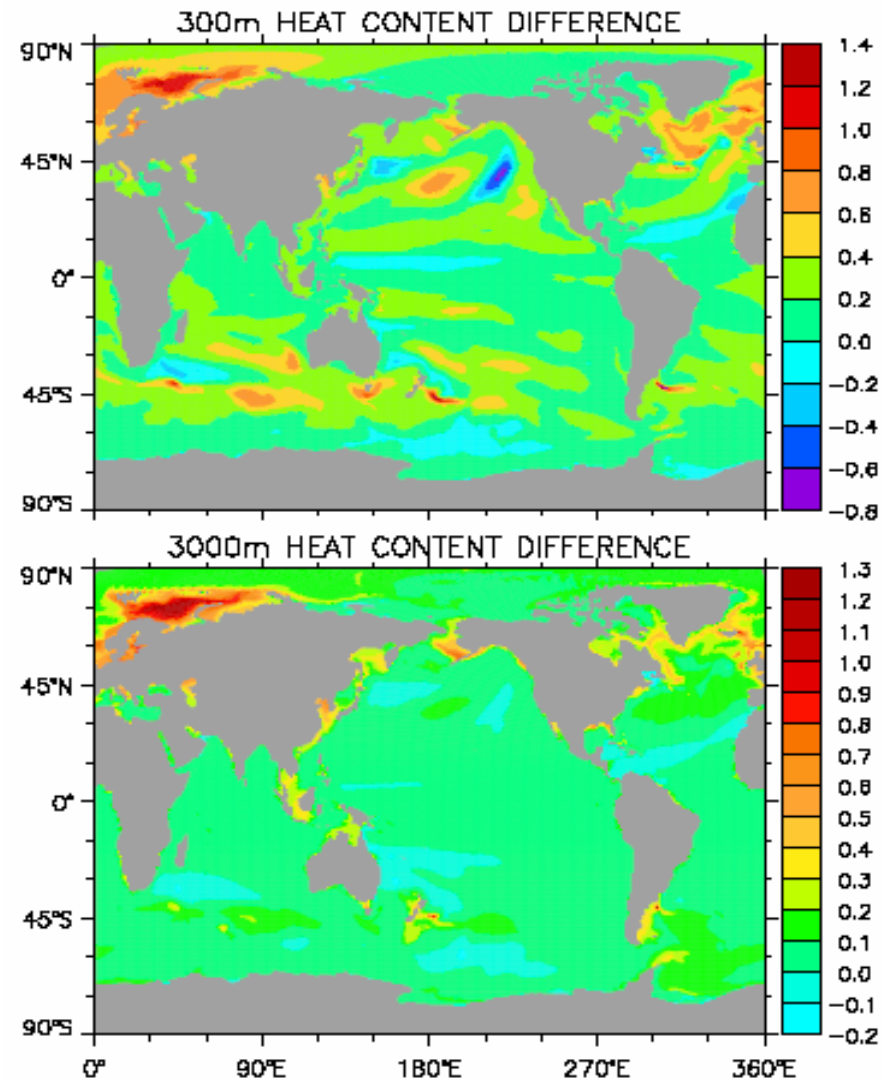 300m HEAT CONTENT DIFFERENCE
90°N
45°N
0°
45°S
90°S
1.4
1.2
1.0
0.8
0.6
0.4
0.2
0.0
-0.2
-0.4
-0.6
-0.8
3000m HEAT CONTENT DIFFERENCE
90°N
45°N
0°
45°S
90°S
0°
90°E
180°E
270°E
360°E
1.3
1.2
1.1
1.0
0.9
0.8
0.7
0.6
0.5
0.4
0.3
0.2
0.1
0.0
-0.1
-0.2